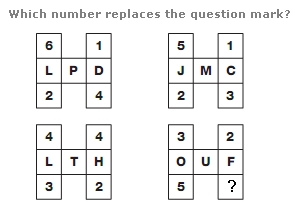 Which number replaces the question mark?
6 1 5 1
L P D J M C
2 4 2 3
4 4 3 2
L T H O U F
3 2 5 ?